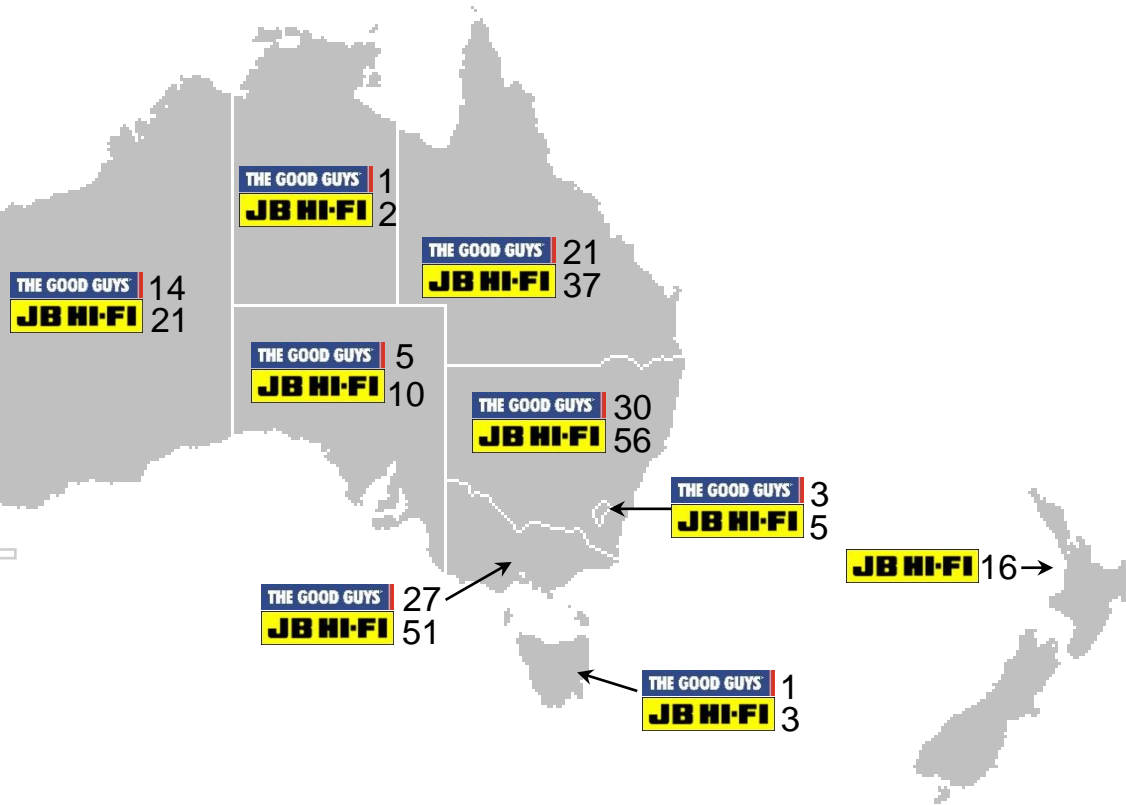 THE GOOD GUYS 1
JB HI-FI 2
THE GOOD GUYS 21
JB HI-FI 37
THE GOOD GUYS 14
JB HI-FI 21
THE GOOD GUYS 5
JB HI-FI 10
THE GOOD GUYS 30
JB HI-FI 56
THE GOOD GUYS 3
JB HI-FI 5
JB HI-FI 16
THE GOOD GUYS 27
JB HI-FI 51
THE GOOD GUYS 1
JB HI-FI 3